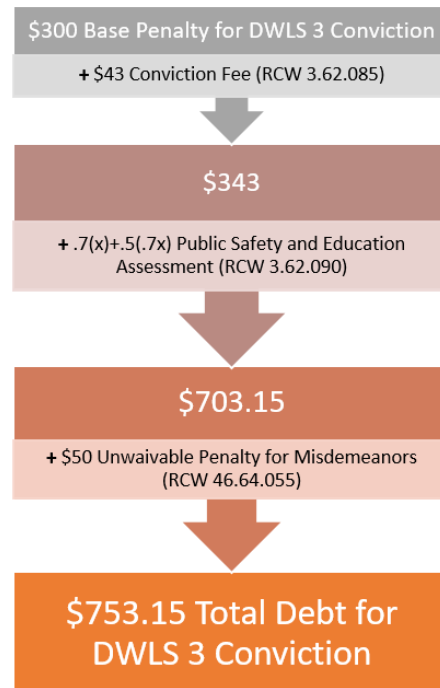 $300 Base Penalty for DWLS 3 Conviction
+ $43 Conviction Fee (RCW 3.62.085)
$343
+ .7(x)+.5(.7x) Public Safety and Education
Assessment (RCW 3.62.090)
$703.15
+ $50 Unwaivable Penalty for Misdemeanors
(RCW 46.64.055)
$753.15 Total Debt for
DWLS 3 Conviction